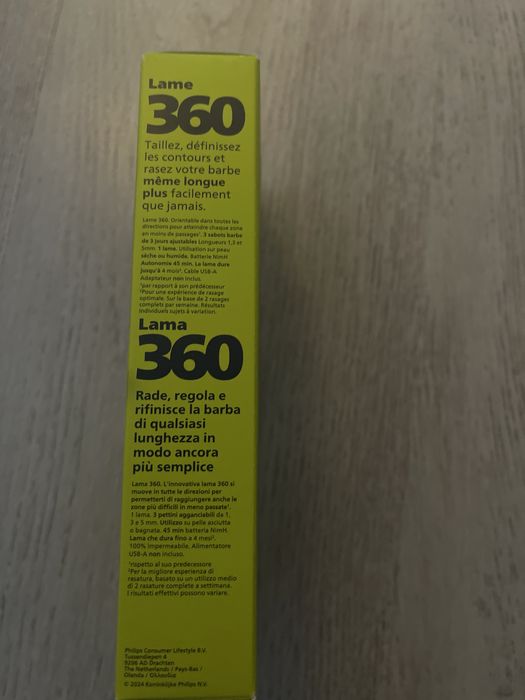 Lame
360
Taillez, définissez
les contours et
rasez votre barbe
même longue
plus facilement
que jamais.
Lame 360. Orientable dans toutes les
directions pour atteindre chaque zone
en moins de passages¹. 3 sabots barbe
de 3 jours ajustables Longueurs 1,3 et
5mm. 1 lame. Utilisation sur peau
sèche ou humide. Batterie NiMH
Autonomie 45 min. La lame dure
jusqu'à 4 mois². Cable USB-A
Adaptateur non inclus.
¹par rapport à son prédécesseur
²Pour une expérience de rasage
optimale. Sur la base de 2 rasages
complets par semaine. Résultats
individuels sujets à variation.
Lama
360
Rade, regola e
rifinisce la barba
di qualsiasi
lunghezza in
modo ancora
più semplice
Lama 360. L'innovativa lama 360 si
muove in tutte le direzioni per
permetterti di raggiungere anche le
zone più difficili in meno passate¹.
1 lama. 3 pettini agganciabili da 1,
3 e 5 mm. Utilizzo su pelle asciutta
o bagnata. 45 min batteria NiMH.
Lama che dura fino a 4 mesi².
100% impermeabile. Alimentatore
USB-A non incluso.
¹rispetto al suo predecessore
²Per la migliore esperienza di
rasatura, basato su un utilizzo medio
di 2 rasature complete a settimana.
I risultati effettivi possono variare.
Philips Consumer Lifestyle B.V.
Tussendiepen 4
9206 AD Drachten
The Netherlands / Pays-Bas /
Olanda / Ολλανδία
© 2024 Koninklijke Philips N.V.